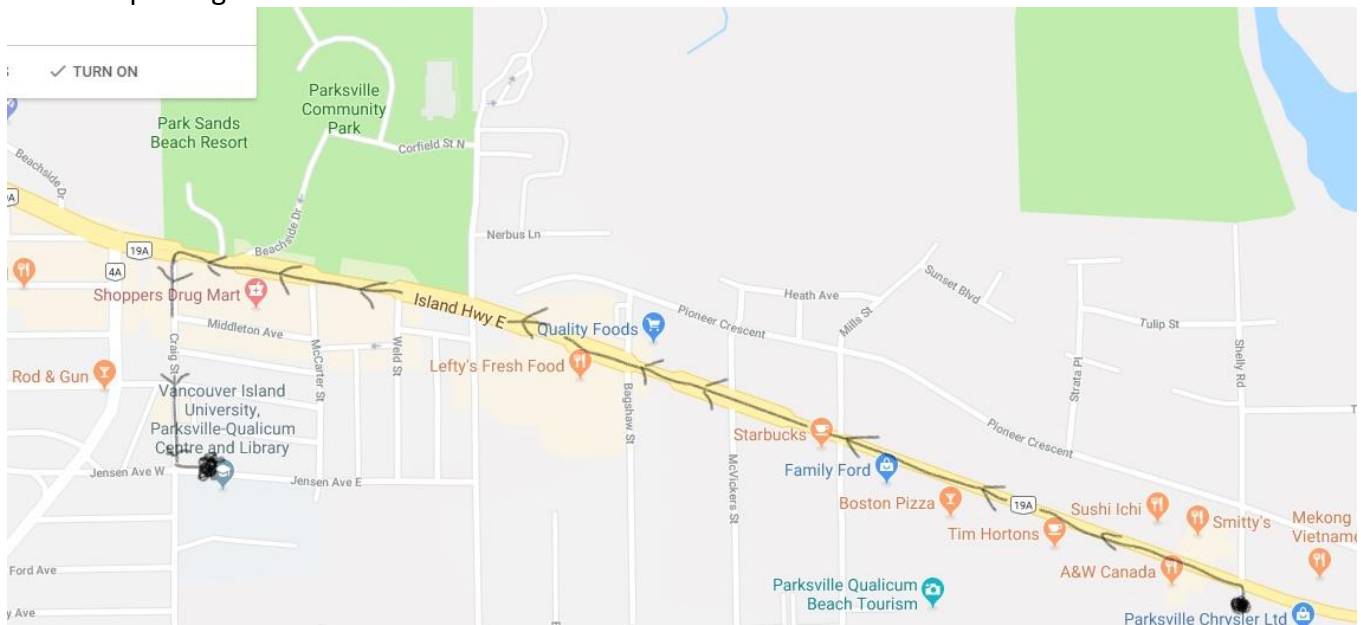 TURN ON
Park Sands
Beach Resort
Parksville
Community
Park
Corfield St N
Beachside Dr
Beachside Dr
Nerbus Ln
19A
4A
Shoppers Drug Mart
Island Hwy E
Quality Foods
Pioneer Crescent
Heath Ave
Mills St
Sunset Blvd
Tulip St
Shelly Rd
Strata Pl
Middleton Ave
Craig St
McCarter St
Weld St
Lefty's Fresh Food
Rod & Gun
Vancouver Island
University,
Parksville-Qualicum
Centre and Library
Bagshaw St
McVickers St
Starbucks
Pioneer Crescent
Family Ford
Jensen Ave W
Jensen Ave E
Boston Pizza
19A
Tim Hortons
Sushi Ichi
Smitty's
Mekong
Vietname
A&W Canada
Ford Ave
y Ave
Parksville Qualicum
Beach Tourism
Parksville Chrysler Ltd